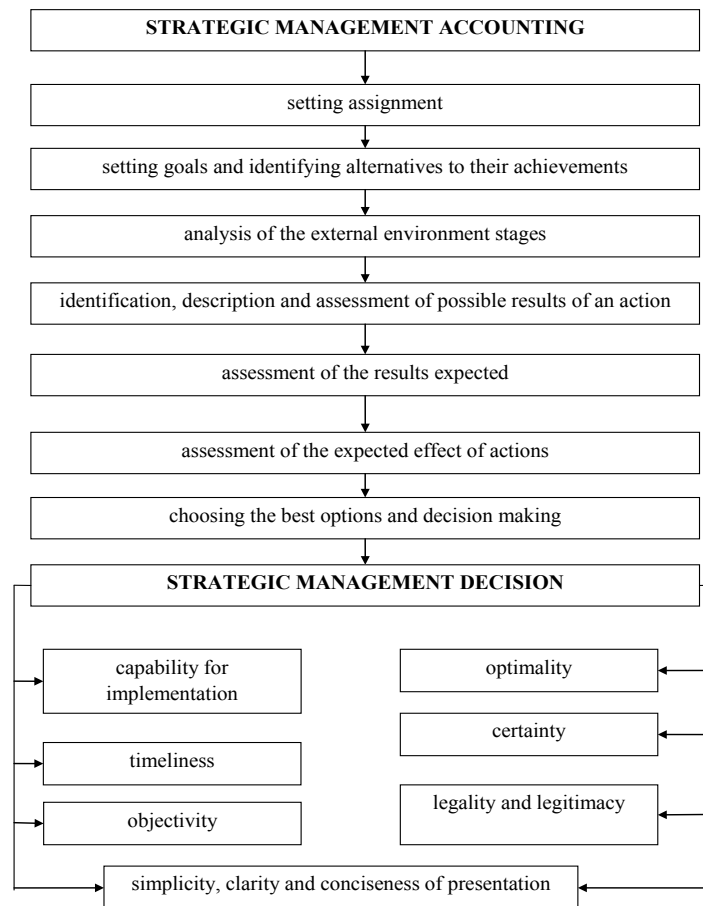 STRATEGIC MANAGEMENT ACCOUNTING
setting assignment
setting goals and identifying alternatives to their achievements
analysis of the external environment stages
identification, description and assessment of possible results of an action
assessment of the results expected
assessment of the expected effect of actions
choosing the best options and decision making
STRATEGIC MANAGEMENT DECISION
capability for
implementation
timeliness
objectivity
optimality
certainty
legality and legitimacy
simplicity, clarity and conciseness of presentation